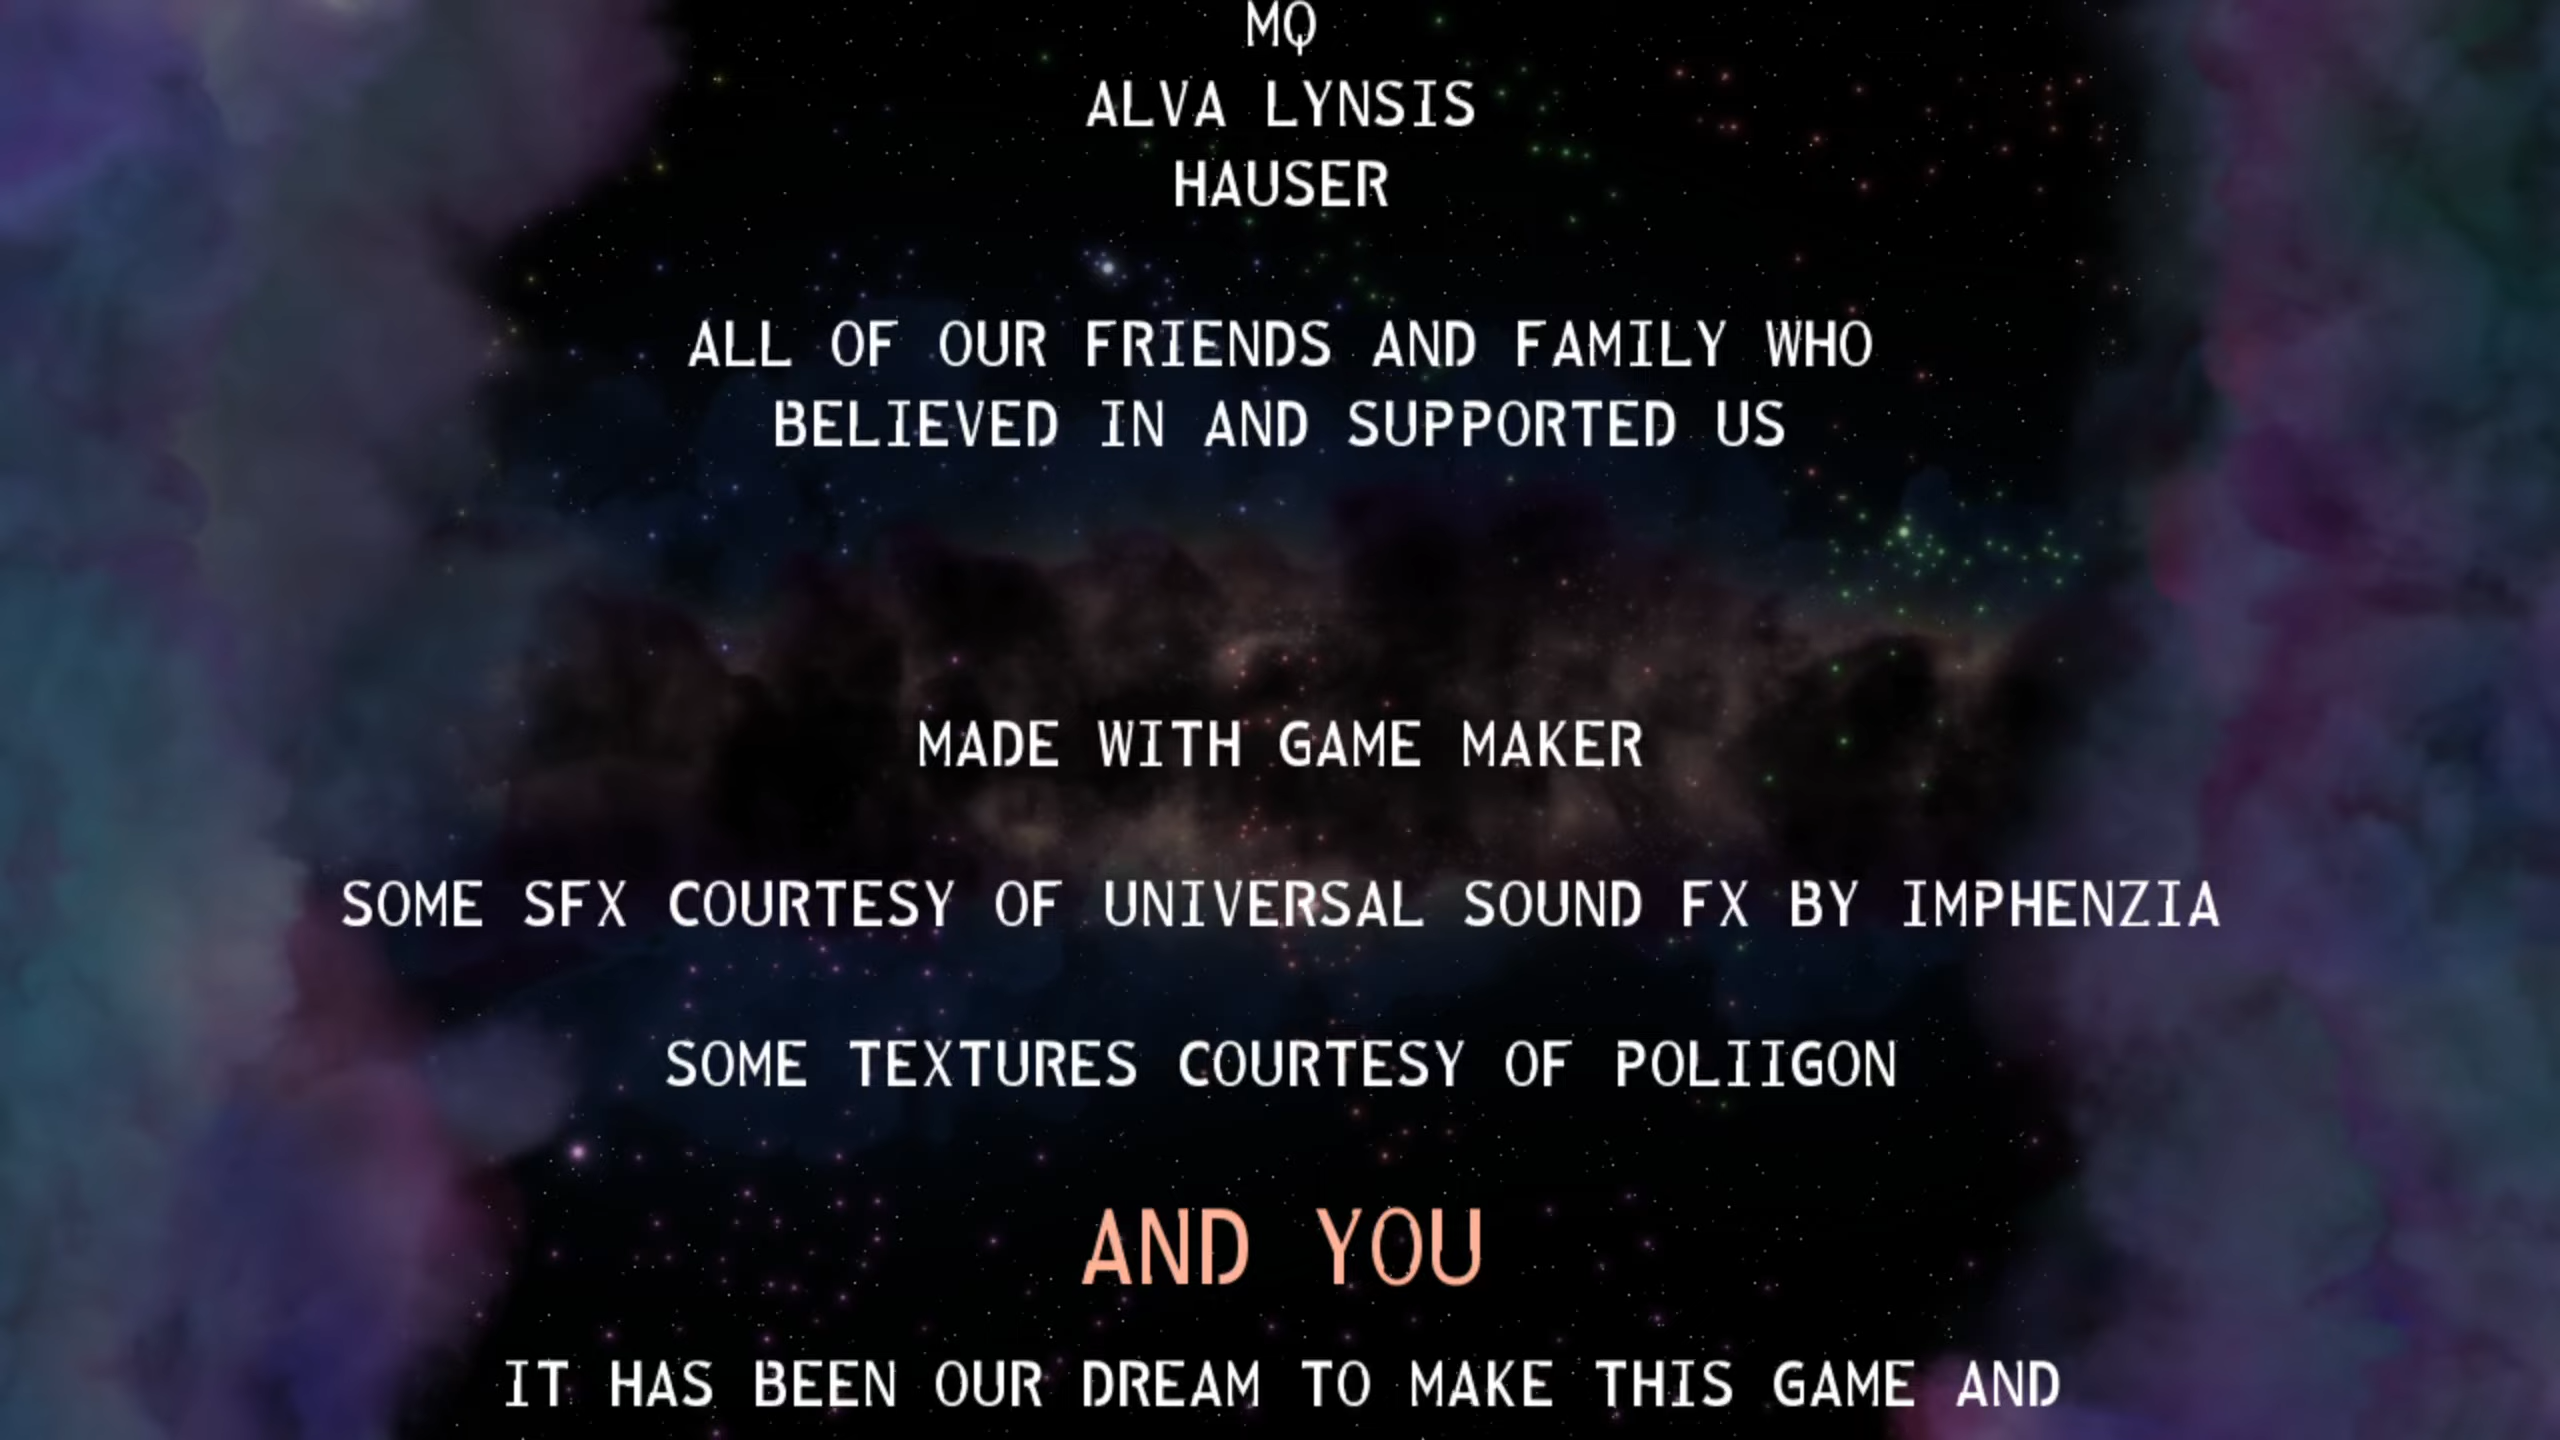 MQ
ALVA LYNSIS
HAUSER
ALL OF OUR FRIENDS AND FAMILY WHO
BELIEVED IN AND SUPPORTED US
MADE WITH GAME MAKER
SOME SFX COURTESY OF UNIVERSAL SOUND FX BY IMPHENZIA
SOME TEXTURES COURTESY OF POLIIGON
AND YOU
IT HAS BEEN OUR DREAM TO MAKE THIS GAME AND